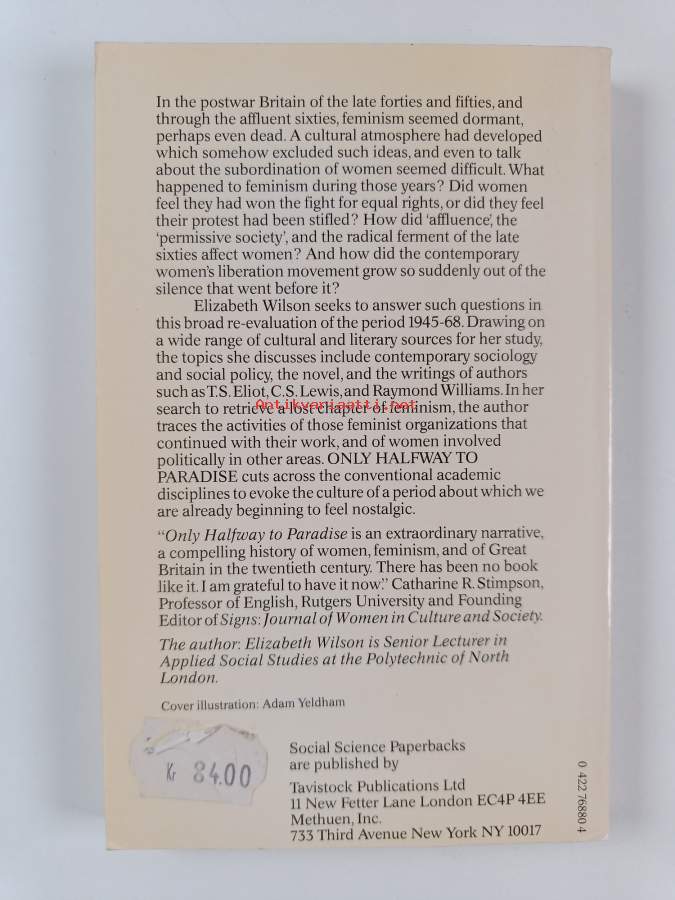 In the postwar Britain of the late forties and fifties, and
through the affluent sixties, feminism seemed dormant,
perhaps even dead. A cultural atmosphere had developed
which somehow excluded such ideas, and even to talk
about the subordination of women seemed difficult. What
happened to feminism during those years? Did women
feel they had won the fight for equal rights, or did they feel
their protest had been stifled? How did ‘affluence’, the
‘permissive society’, and the radical ferment of the late
sixties affect women? And how did the contemporary
women’s liberation movement grow so suddenly out of the
silence that went before it?
Elizabeth Wilson seeks to answer such questions in
this broad re-evaluation of the period 1945-68. Drawing on
a wide range of cultural and literary sources for her study,
the topics she discusses include contemporary sociology
and social policy, the novel, and the writings of authors
such as T.S. Eliot, C.S. Lewis, and Raymond Williams. In her
search to retrieve a lost chapter of feminism, the author
Antikvariaatti.net
traces the activities of those feminist organizations that
continued with their work, and of women involved
politically in other areas. ONLY HALFWAY TO
PARADISE cuts across the conventional academic
disciplines to evoke the culture of a period about which we
are already beginning to feel nostalgic.
“Only Halfway to Paradise is an extraordinary narrative,
a compelling history of women, feminism, and of Great
Britain in the twentieth century. There has been no book
like it. I am grateful to have it now.” Catharine R. Stimpson,
Professor of English, Rutgers University and Founding
Editor of Signs: Journal of Women in Culture and Society.
The author: Elizabeth Wilson is Senior Lecturer in
Applied Social Studies at the Polytechnic of North
London.
Cover illustration: Adam Yeldham
Kr 84.00
Social Science Paperbacks
are published by
Tavistock Publications Ltd
11 New Fetter Lane London EC4P 4EE
Methuen, Inc.
733 Third Avenue New York NY 10017
0 422 76880 4